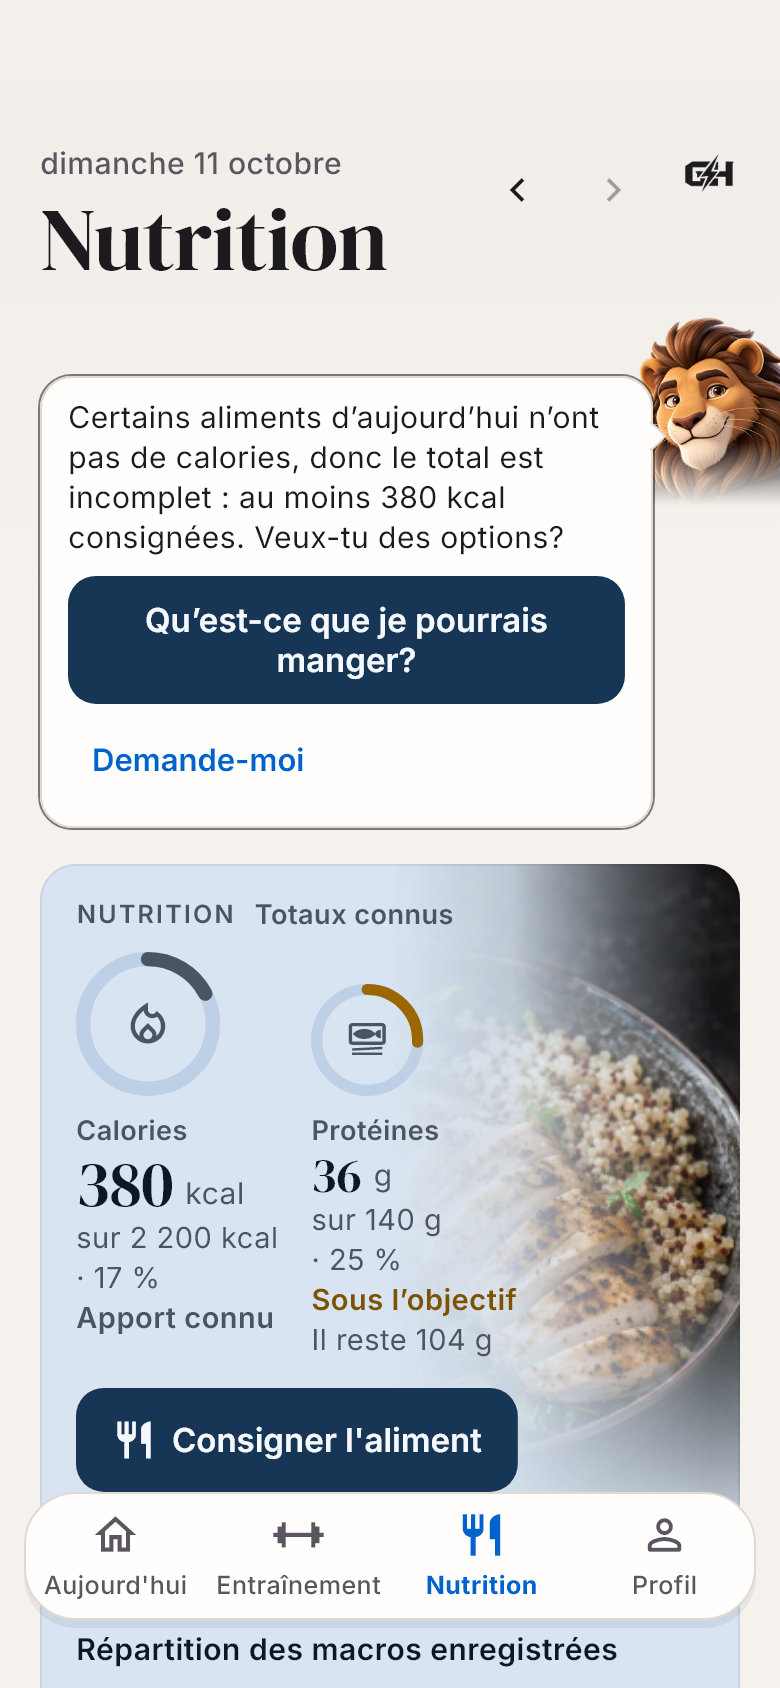 dimanche 11 octobre
GH
Nutrition
Certains aliments d’aujourd’hui n’ont
pas de calories, donc le total est
incomplet : au moins 380 kcal
consignées. Veux-tu des options?
Qu’est-ce que je pourrais
manger?
Demande-moi
NUTRITION Totaux connus
Calories
380 kcal
sur 2 200 kcal
· 17 %
Apport connu
Protéines
36 g
sur 140 g
· 25 %
Sous l’objectif
Il reste 104 g
Consigner l'aliment
Aujourd'hui
Entraînement
Nutrition
Profil
Répartition des macros enregistrées